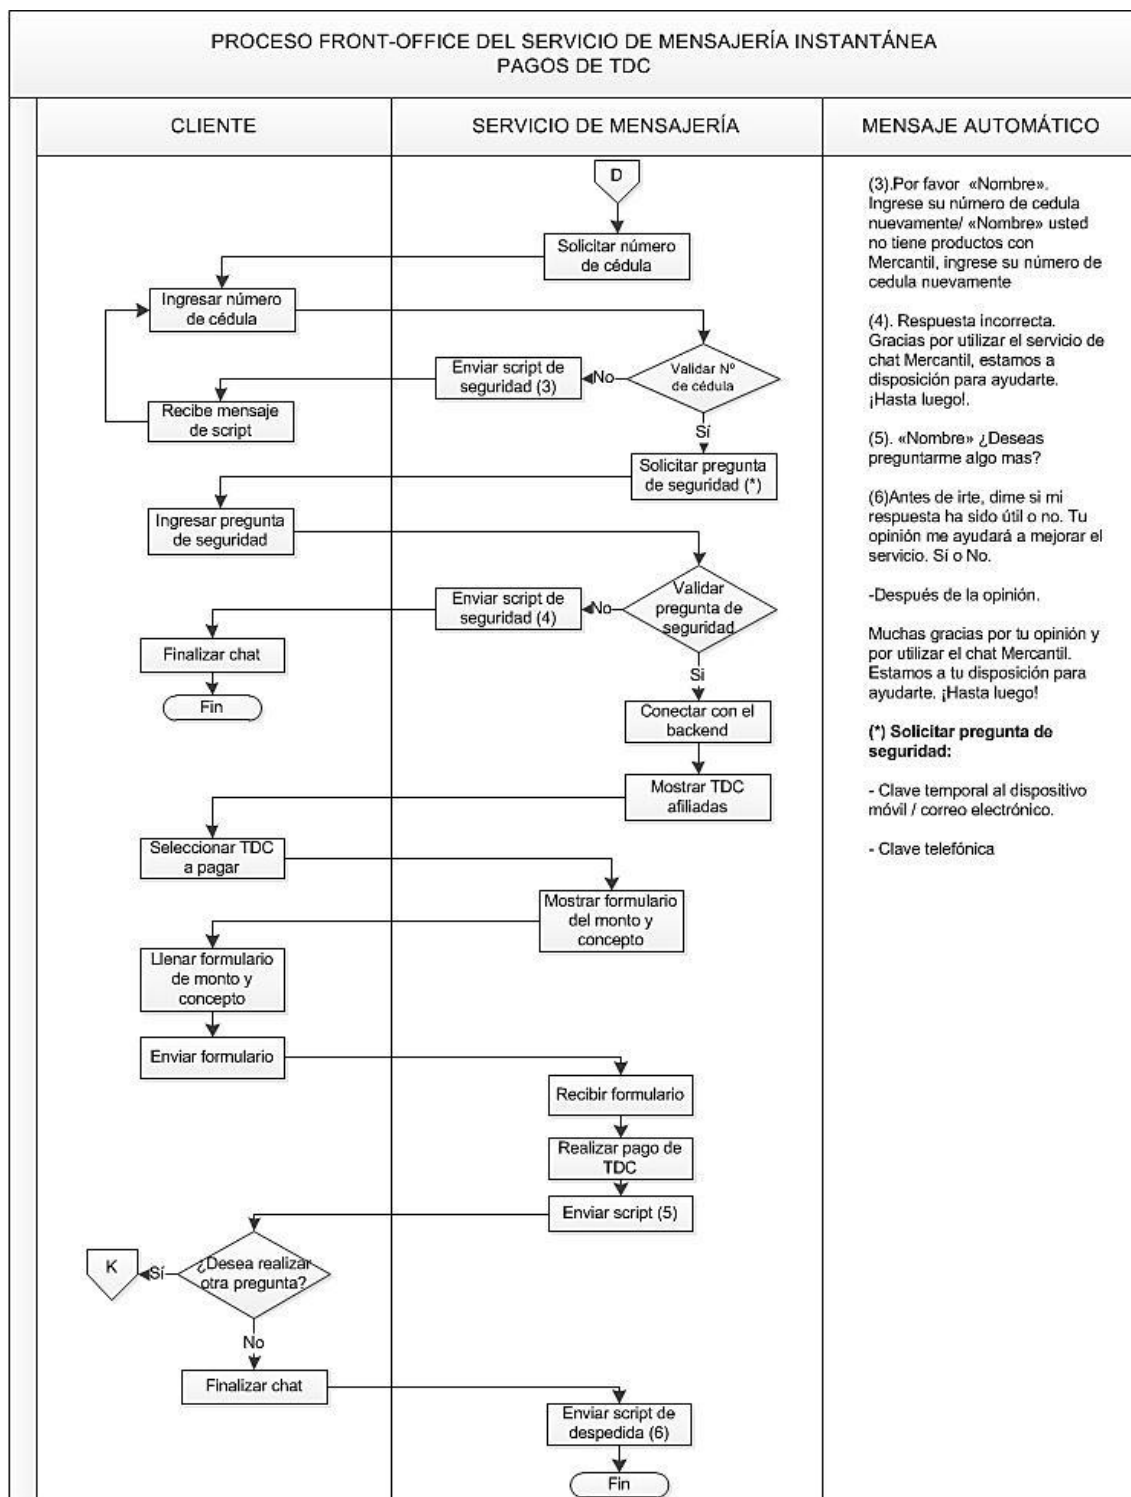 PROCESO FRONT-OFFICE DEL SERVICIO DE MENSAJERÍA INSTANTÁNEA
PAGOS DE TDC
CLIENTE
SERVICIO DE MENSAJERÍA
MENSAJE AUTOMÁTICO
D
Solicitar número
de cédula
Ingresar número
de cédula
Validar Nº
de cédula
No
Enviar script de
seguridad (3)
Recibe mensaje
de script
Sí
Solicitar pregunta
de seguridad (*)
Ingresar pregunta
de seguridad
Validar
pregunta de
seguridad
No
Enviar script de
seguridad (4)
Finalizar chat
Fin
Si
Conectar con el
backend
Mostrar TDC
afiliadas
Seleccionar TDC
a pagar
Mostrar formulario
del monto y
concepto
Llenar formulario
de monto y
concepto
Enviar formulario
Recibir formulario
Realizar pago de
TDC
Enviar script (5)
¿Desea realizar
otra pregunta?
Sí
K
No
Finalizar chat
Enviar script de
despedida (6)
Fin
(3).Por favor «Nombre».
Ingrese su número de cedula
nuevamente/ «Nombre» usted
no tiene productos con
Mercantil, ingrese su número de
cedula nuevamente
(4). Respuesta incorrecta.
Gracias por utilizar el servicio de
chat Mercantil, estamos a
disposición para ayudarte.
¡Hasta luego!.
(5). «Nombre» ¿Deseas
preguntarme algo mas?
(6)Antes de irte, dime si mi
respuesta ha sido útil o no. Tu
opinión me ayudará a mejorar el
servicio. Sí o No.
-Después de la opinión.
Muchas gracias por tu opinión y
por utilizar el chat Mercantil.
Estamos a tu disposición para
ayudarte. ¡Hasta luego!
(*) Solicitar pregunta de
seguridad:
- Clave temporal al dispositivo
móvil / correo electrónico.
- Clave telefónica